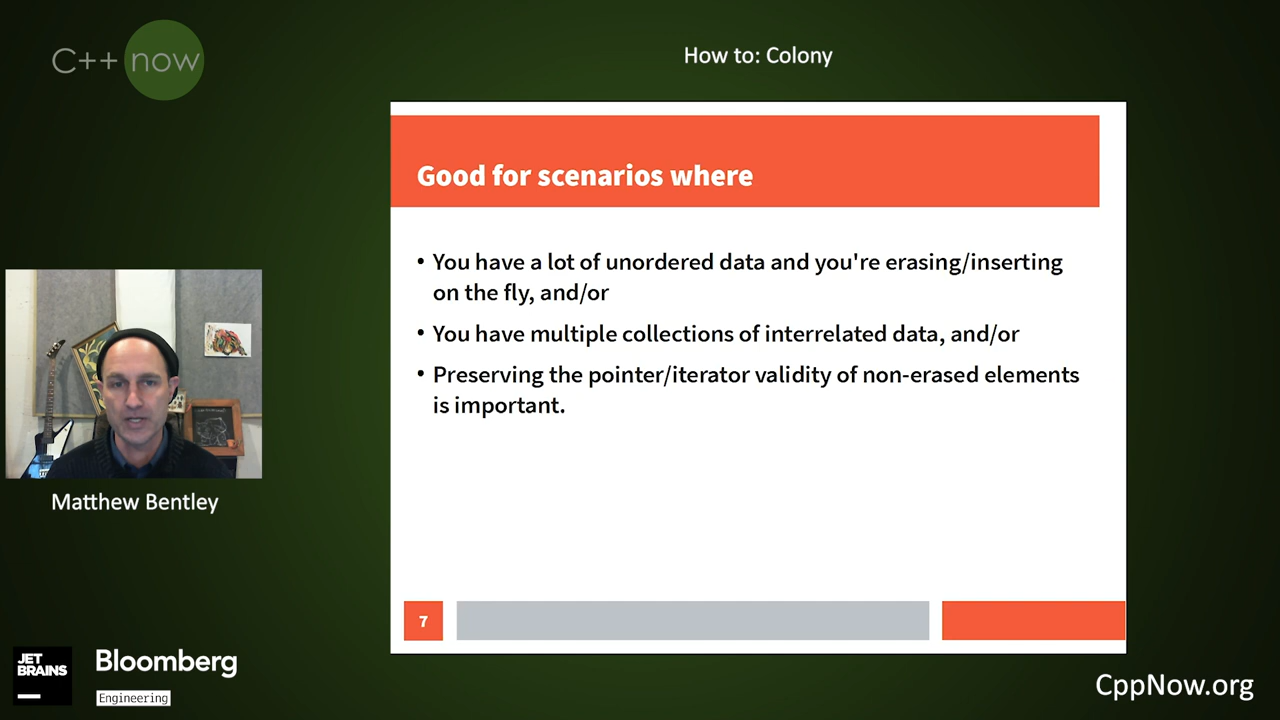 C++ now
How to: Colony
Good for scenarios where
• You have a lot of unordered data and you're erasing/inserting
on the fly, and/or
• You have multiple collections of interrelated data, and/or
• Preserving the pointer/iterator validity of non-erased elements
is important.
7
Matthew Bentley
JET
BRAINS
Bloomberg
Engineering
CppNow.org